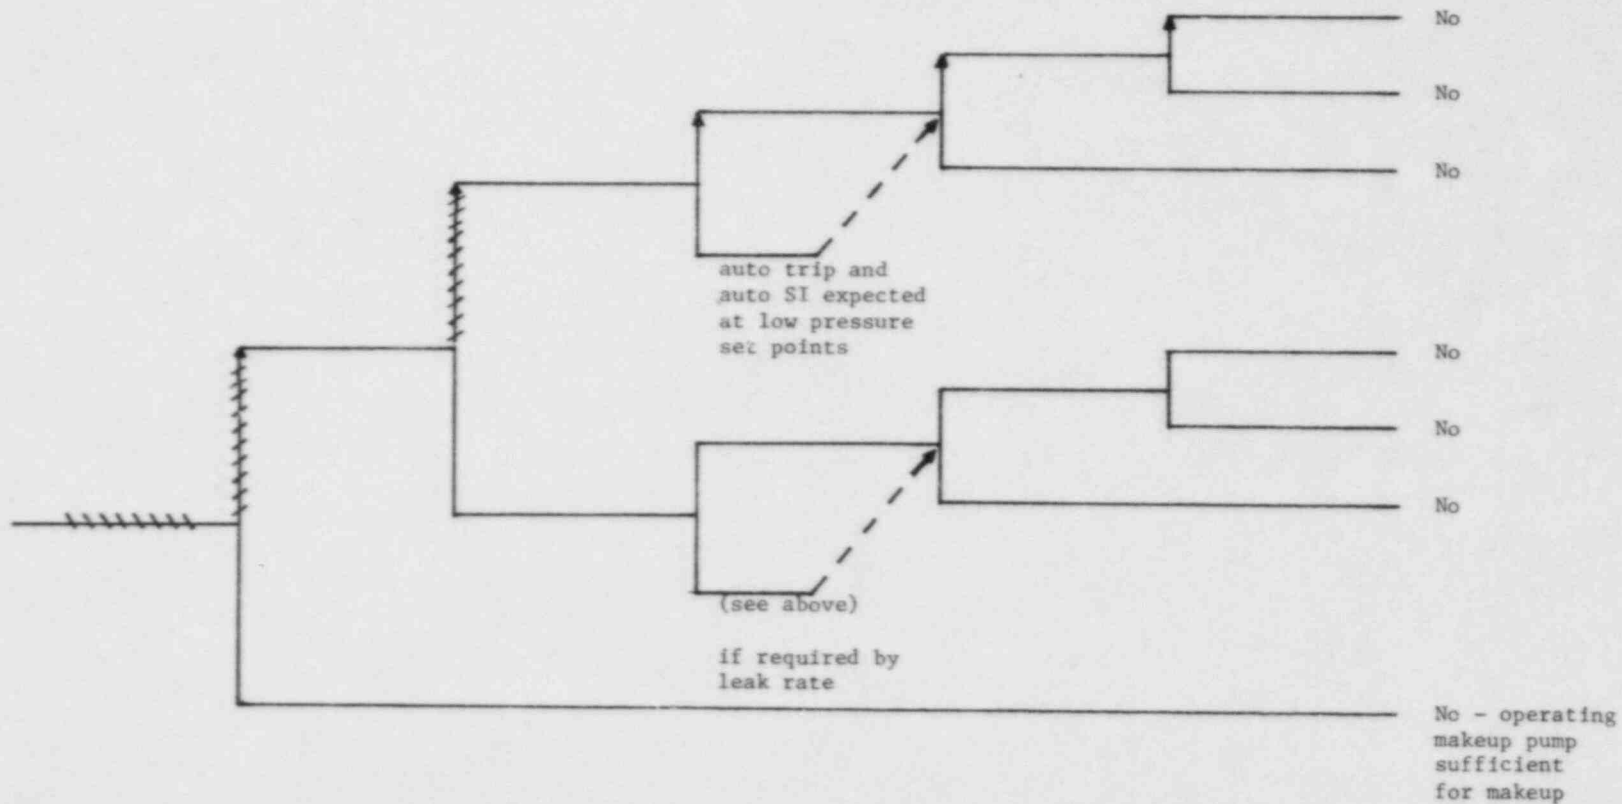 No
No
No
auto trip and
auto SI expected
at low pressure
set points
No
No
No
(see above)
if required by
leak rate
No - operating
makeup pump
sufficient
for makeup